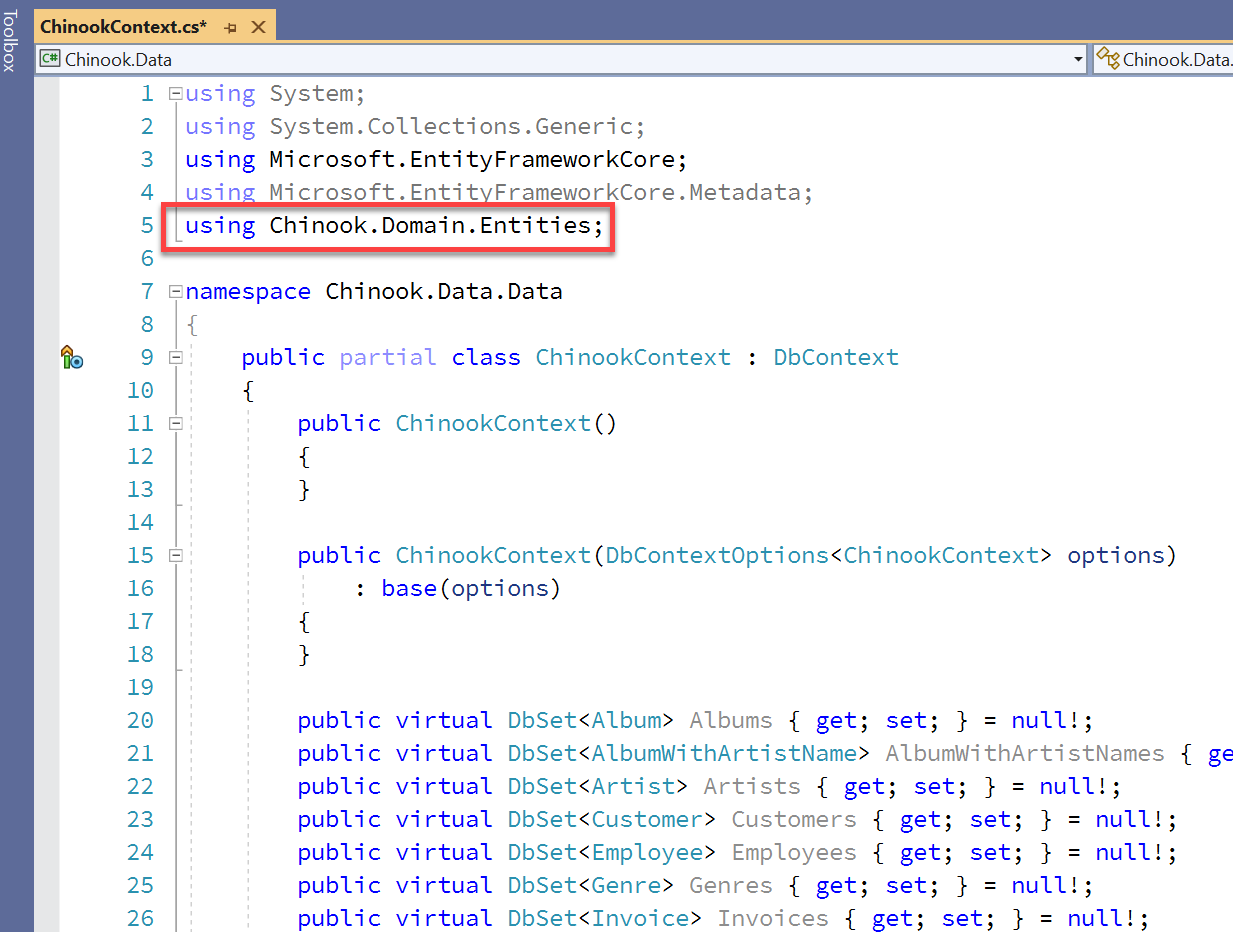 Toolbox
ChinookContext.cs*
C# Chinook.Data
Chinook.Data.
1 using System;
2 using System.Collections.Generic;
3 using Microsoft.EntityFrameworkCore;
4 using Microsoft.EntityFrameworkCore.Metadata;
5 using Chinook.Domain.Entities;
6
7 namespace Chinook.Data.Data
8 {
9 public partial class ChinookContext : DbContext
10 {
11 public ChinookContext()
12 {
13 }
14
15 public ChinookContext(DbContextOptions<ChinookContext> options)
16 : base(options)
17 {
18 }
19
20 public virtual DbSet<Album> Albums { get; set; } = null!;
21 public virtual DbSet<AlbumWithArtistName> AlbumWithArtistNames { ge
22 public virtual DbSet<Artist> Artists { get; set; } = null!;
23 public virtual DbSet<Customer> Customers { get; set; } = null!;
24 public virtual DbSet<Employee> Employees { get; set; } = null!;
25 public virtual DbSet<Genre> Genres { get; set; } = null!;
26 public virtual DbSet<Invoice> Invoices { get; set; } = null!;